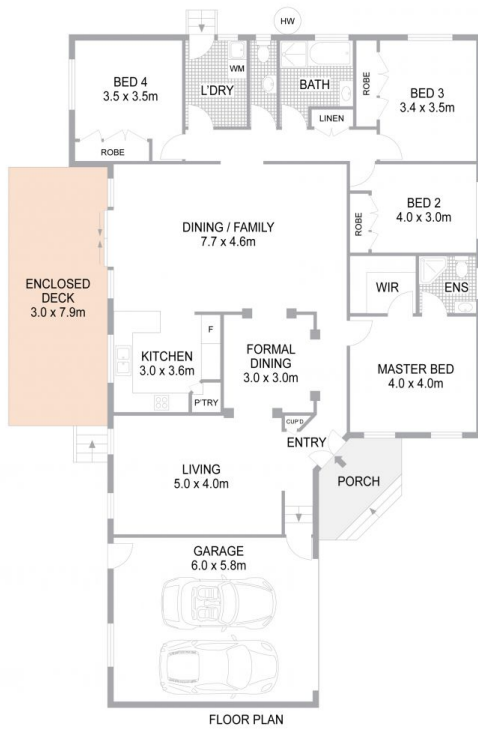 HW
BED 4
3.5 x 3.5m
ROBE
L'DRY
WM
BATH
LINEN
ROBE
BED 3
3.4 x 3.5m
BED 2
4.0 x 3.0m
ROBE
DINING / FAMILY
7.7 x 4.6m
ENCLOSED
DECK
3.0 x 7.9m
WIR
ENS
KITCHEN
3.0 x 3.6m
F
P'TRY
FORMAL
DINING
3.0 x 3.0m
MASTER BED
4.0 x 4.0m
CUP'D
ENTRY
LIVING
5.0 x 4.0m
PORCH
GARAGE
6.0 x 5.8m
FLOOR PLAN